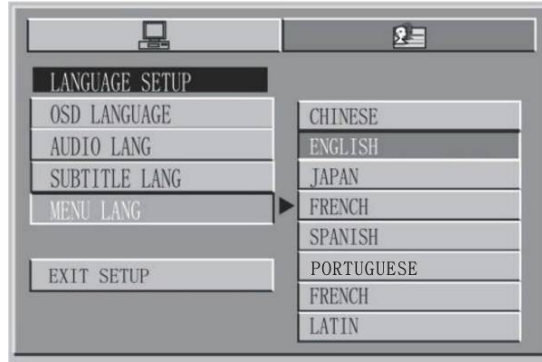 LANGUAGE SETUP
OSD LANGUAGE
AUDIO LANG
SUBTITLE LANG
MENU LANG
EXIT SETUP
CHINESE
ENGLISH
JAPAN
FRENCH
SPANISH
PORTUGUESE
FRENCH
LATIN